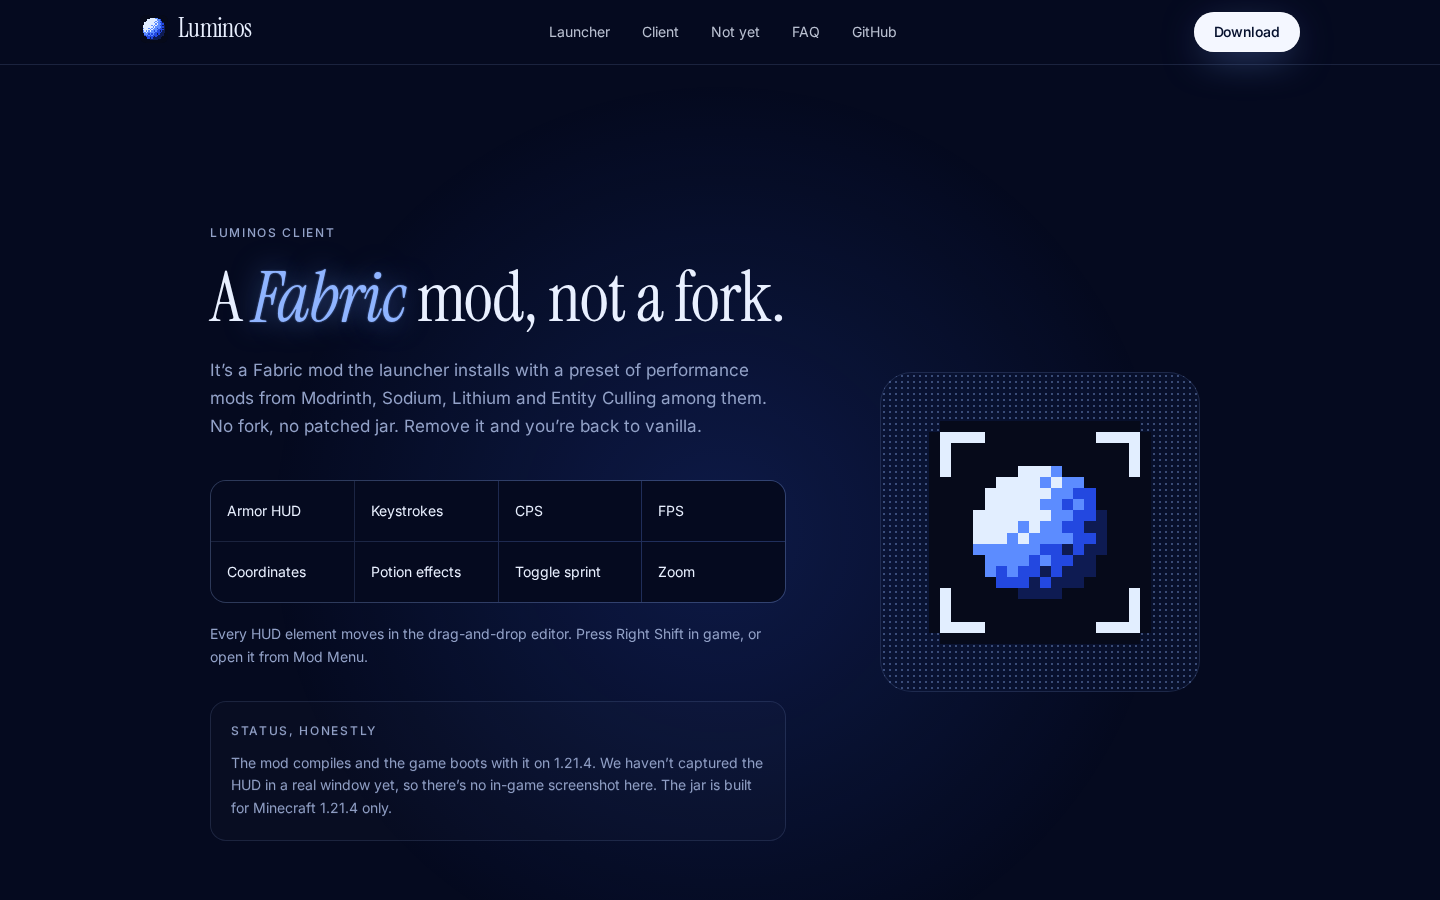 Luminos
Launcher
Client
Not yet
FAQ
GitHub
Download
LUMINOS CLIENT
A Fabric mod, not a fork.
It’s a Fabric mod the launcher installs with a preset of performance
mods from Modrinth, Sodium, Lithium and Entity Culling among them.
No fork, no patched jar. Remove it and you’re back to vanilla.
Armor HUD
Keystrokes
CPS
FPS
Coordinates
Potion effects
Toggle sprint
Zoom
Every HUD element moves in the drag-and-drop editor. Press Right Shift in game, or
open it from Mod Menu.
STATUS, HONESTLY
The mod compiles and the game boots with it on 1.21.4. We haven’t captured the
HUD in a real window yet, so there’s no in-game screenshot here. The jar is built
for Minecraft 1.21.4 only.